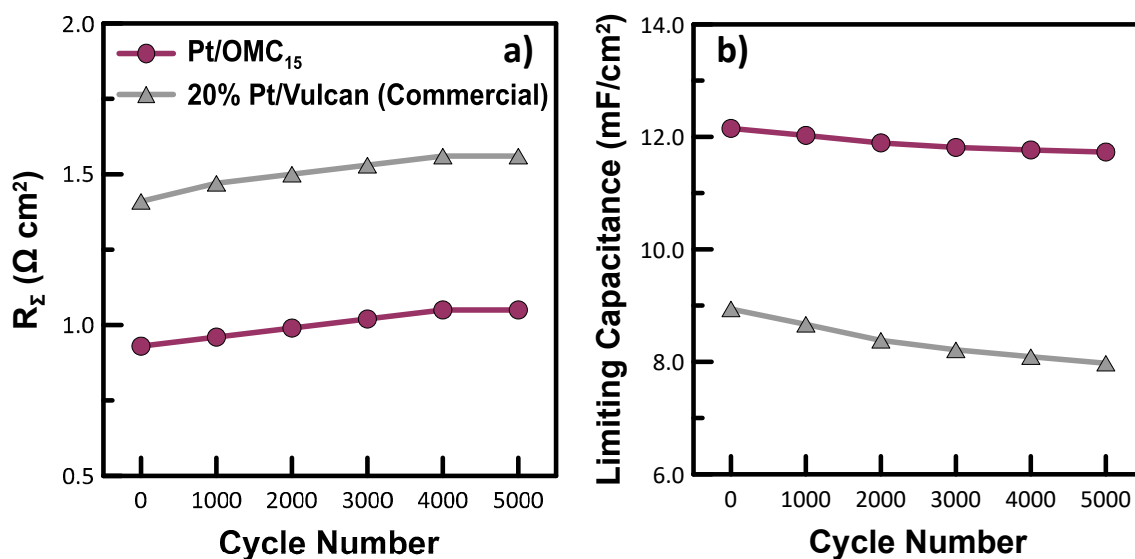 2.0
1.5
1.0
0.5
R_Σ (Ω cm²)
Pt/OMC₁₅
20% Pt/Vulcan (Commercial)
a)
0 1000 2000 3000 4000 5000
Cycle Number
14.0
12.0
10.0
8.0
6.0
Limiting Capacitance (mF/cm²)
b)
0 1000 2000 3000 4000 5000
Cycle Number